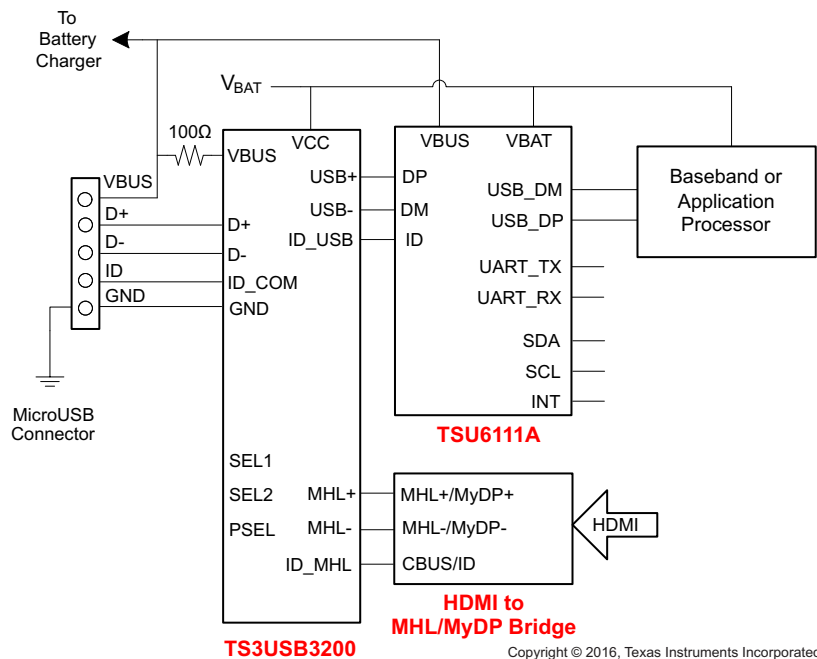 To
Battery
Charger
VBAT
100Ω
VCC
VBUS
VBUS
VBAT
VBUS
USB+
DP
USB_DM
Baseband or
Application
Processor
D+
D+
USB-
DM
USB_DP
D-
D-
ID_USB
ID
ID
ID_COM
UART_TX
GND
GND
UART_RX
SDA
SCL
INT
MicroUSB
Connector
TSU6111A
SEL1
SEL2
MHL+
MHL+/MyDP+
PSEL
MHL-
MHL-/MyDP-
HDMI
ID_MHL
CBUS/ID
HDMI to
MHL/MyDP Bridge
TS3USB3200
Copyright © 2016, Texas Instruments Incorporated